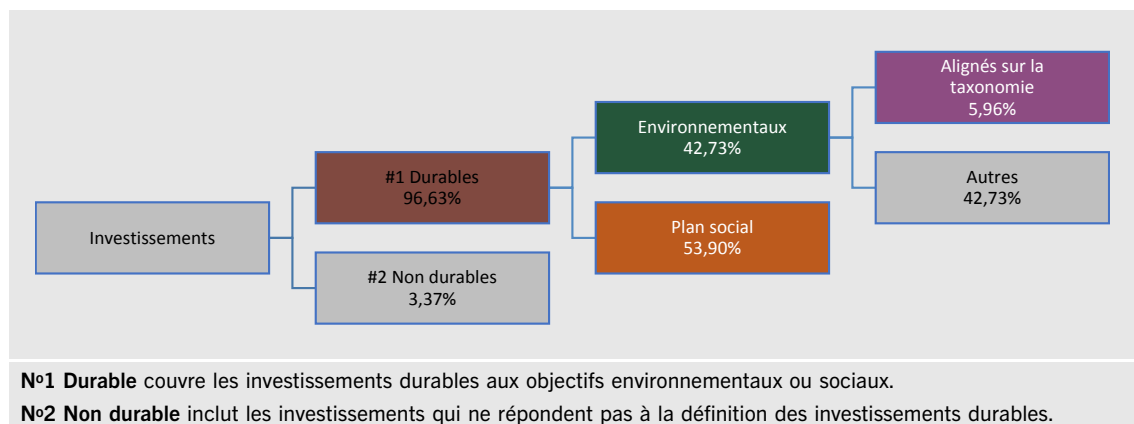 Investissements
#1 Durables
96,63%
#2 Non durables
3,37%
Environnementaux
42,73%
Plan social
53,90%
Alignés sur la
taxonomie
5,96%
Autres
42,73%
Nº1 Durable couvre les investissements durables aux objectifs environnementaux ou sociaux.
Nº2 Non durable inclut les investissements qui ne répondent pas à la définition des investissements durables.